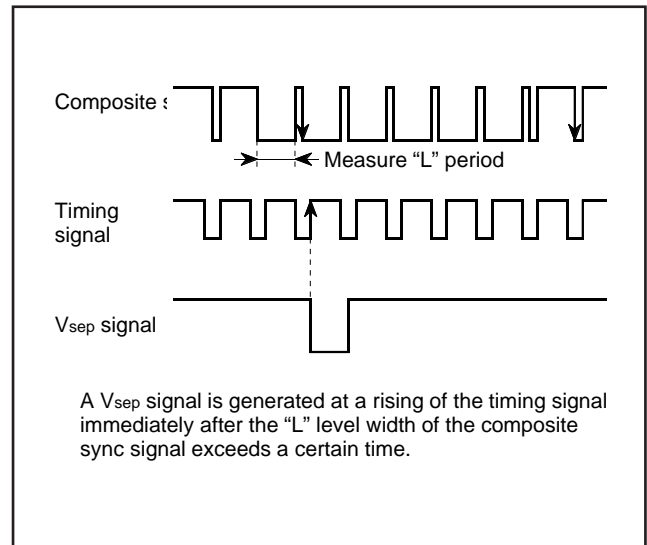 Composite s
Measure “L” period
Timing
signal
Vsep signal
A Vsep signal is generated at a rising of the timing signal
immediately after the “L” level width of the composite
sync signal exceeds a certain time.